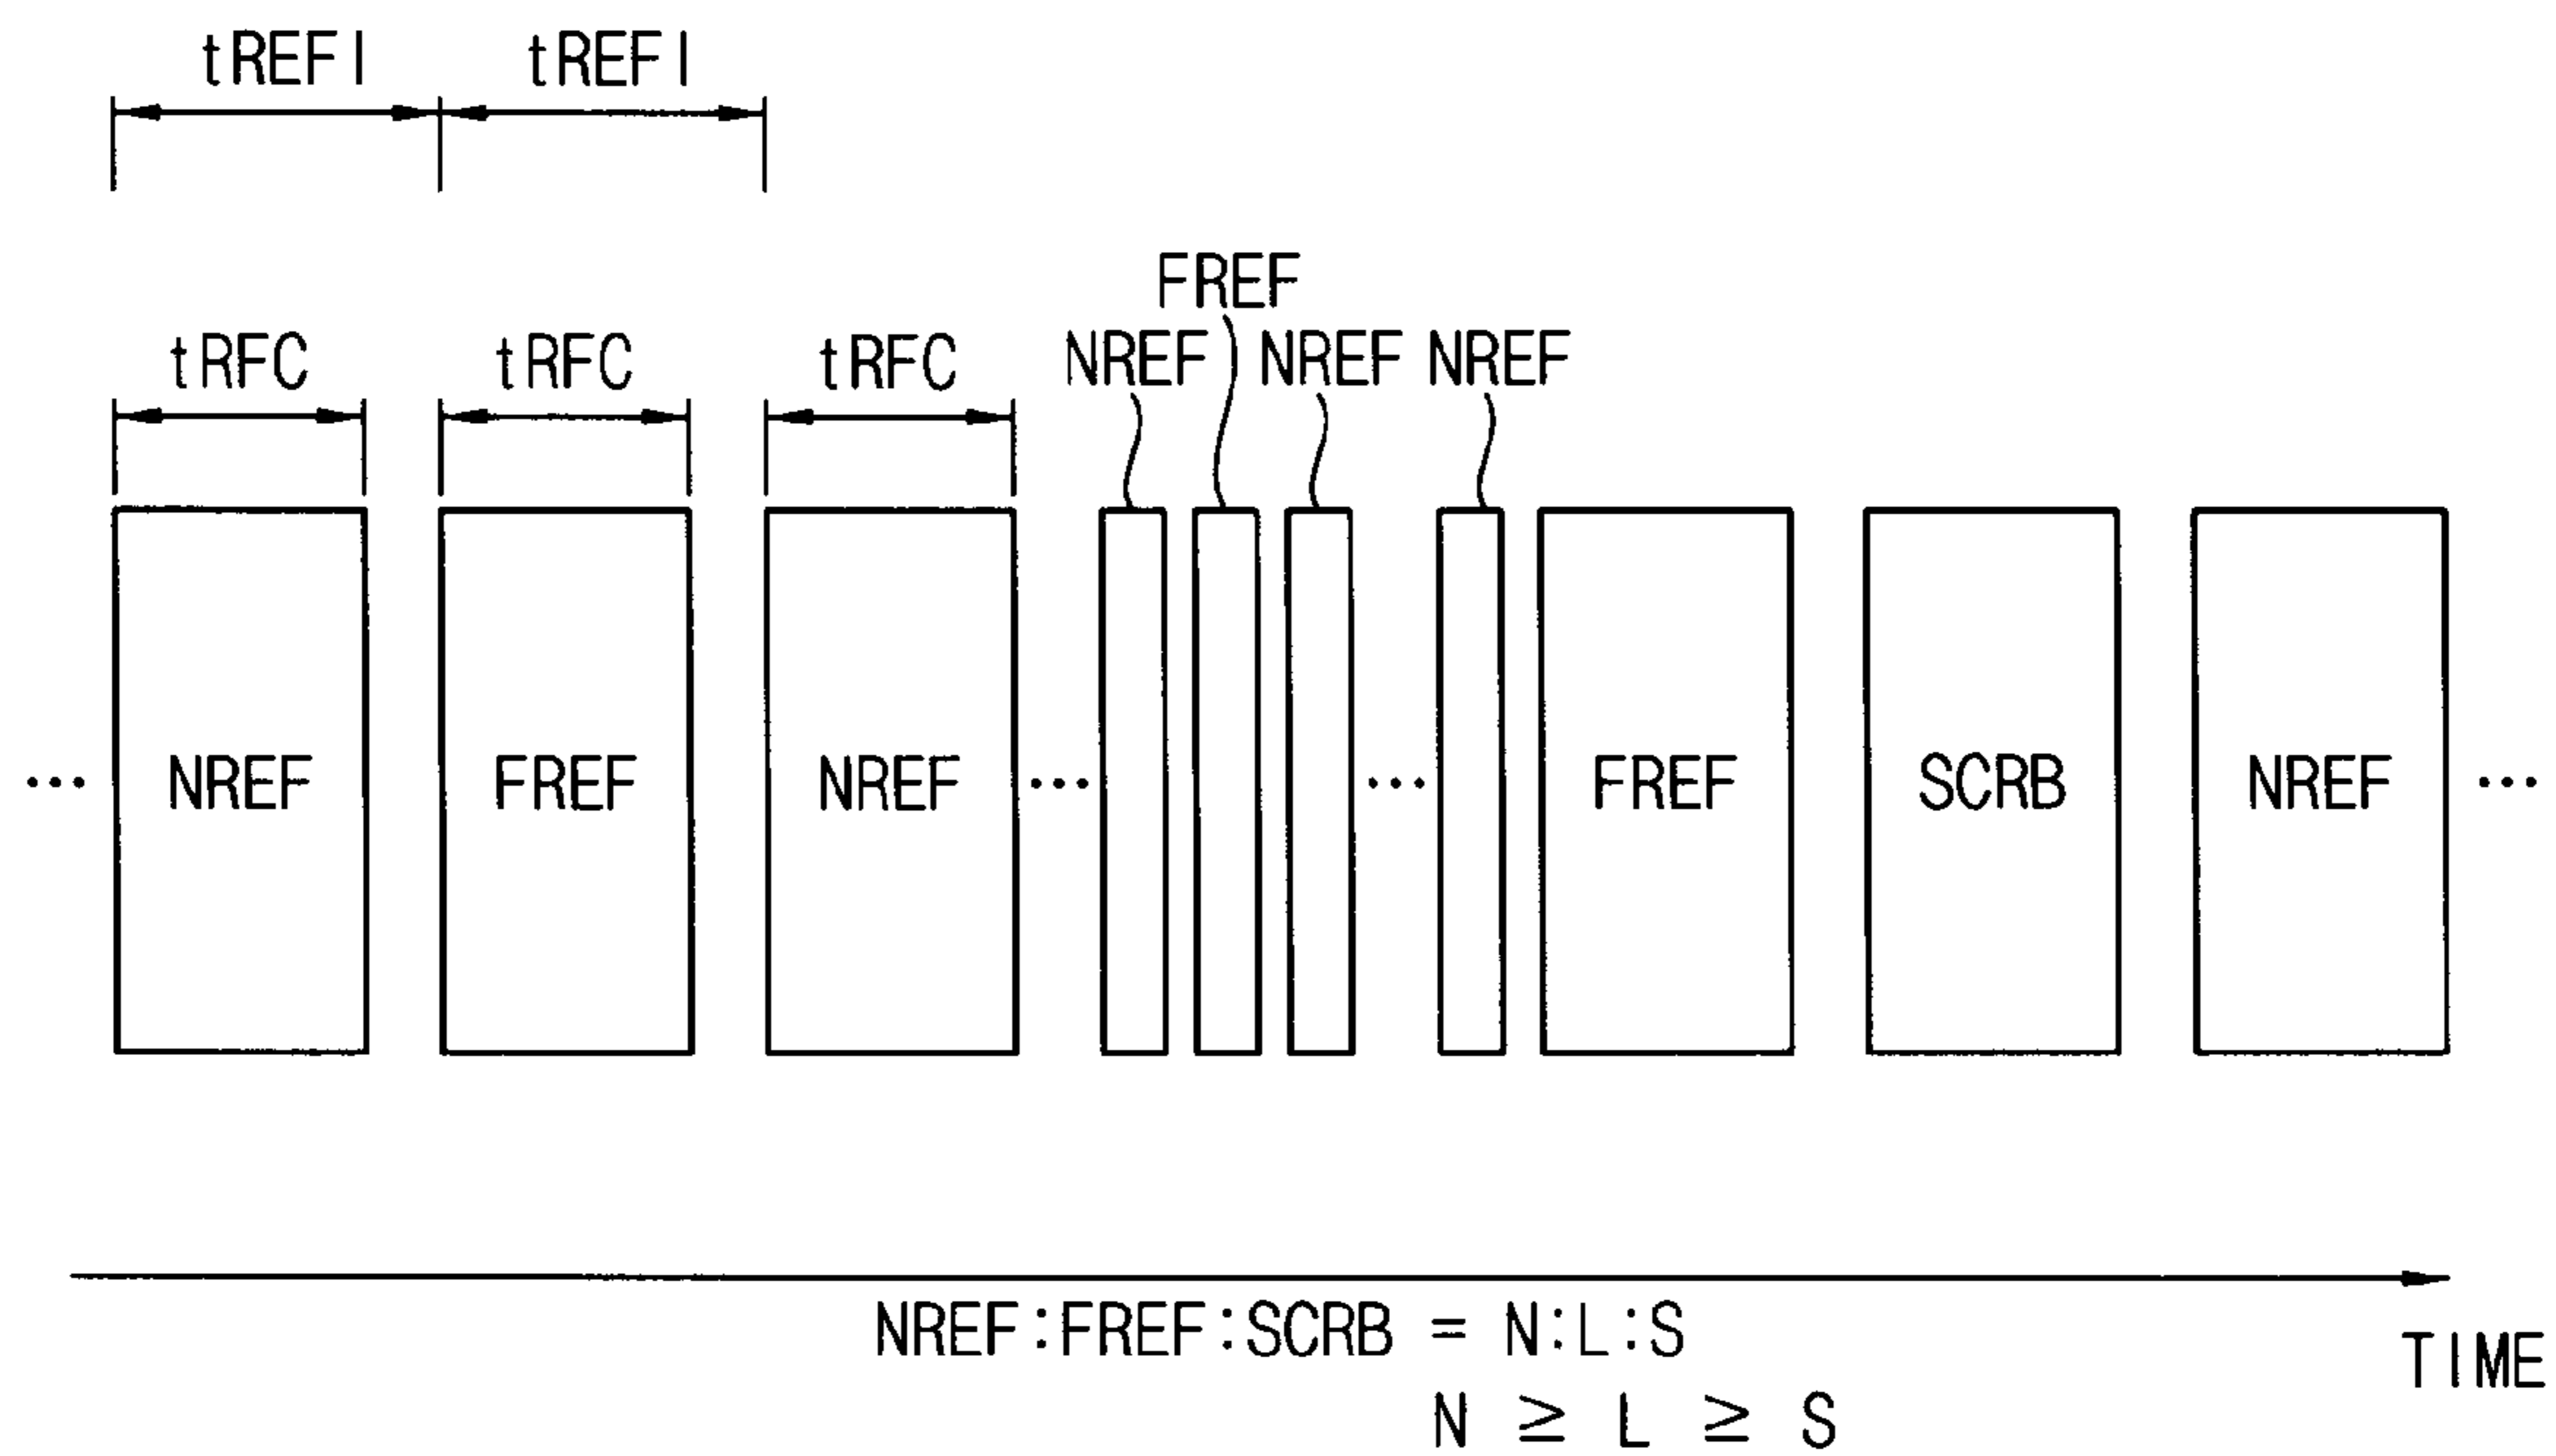 tREFI tREFI
FREF
tRFC tRFC tRFC NREF NREF NREF
... NREF FREF NREF ... ... FREF SCRB NREF ...
NREF:FREF:SCRB = N:L:S
TIME
N ≥ L ≥ S